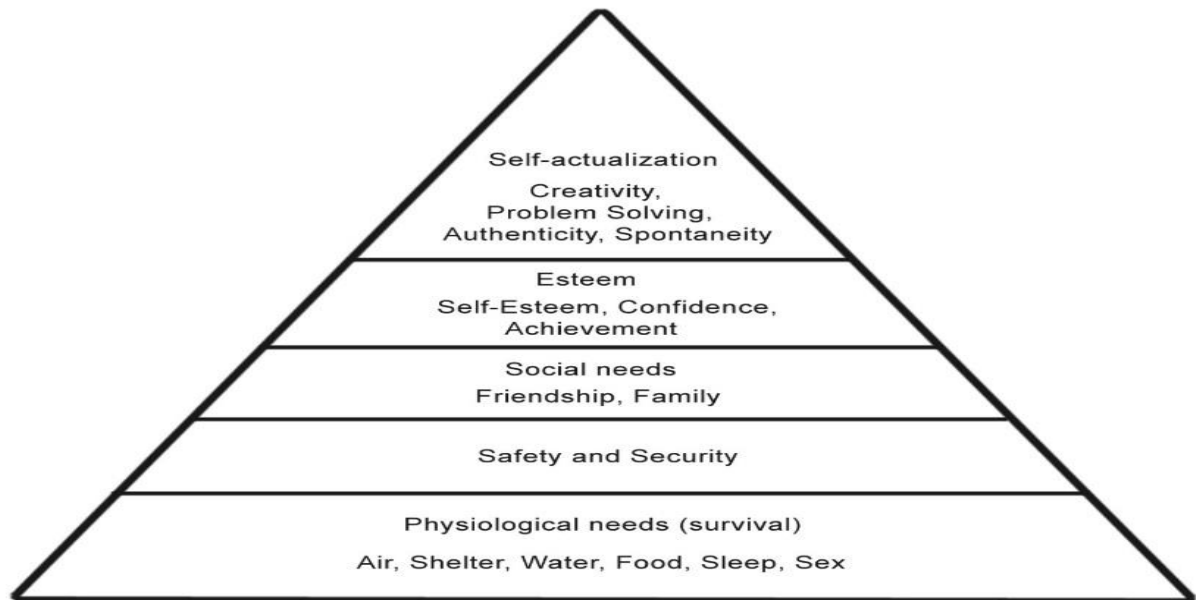 Self-actualization
Creativity,
Problem Solving,
Authenticity, Spontaneity
Esteem
Self-Esteem, Confidence,
Achievement
Social needs
Friendship, Family
Safety and Security
Physiological needs (survival)
Air, Shelter, Water, Food, Sleep, Sex